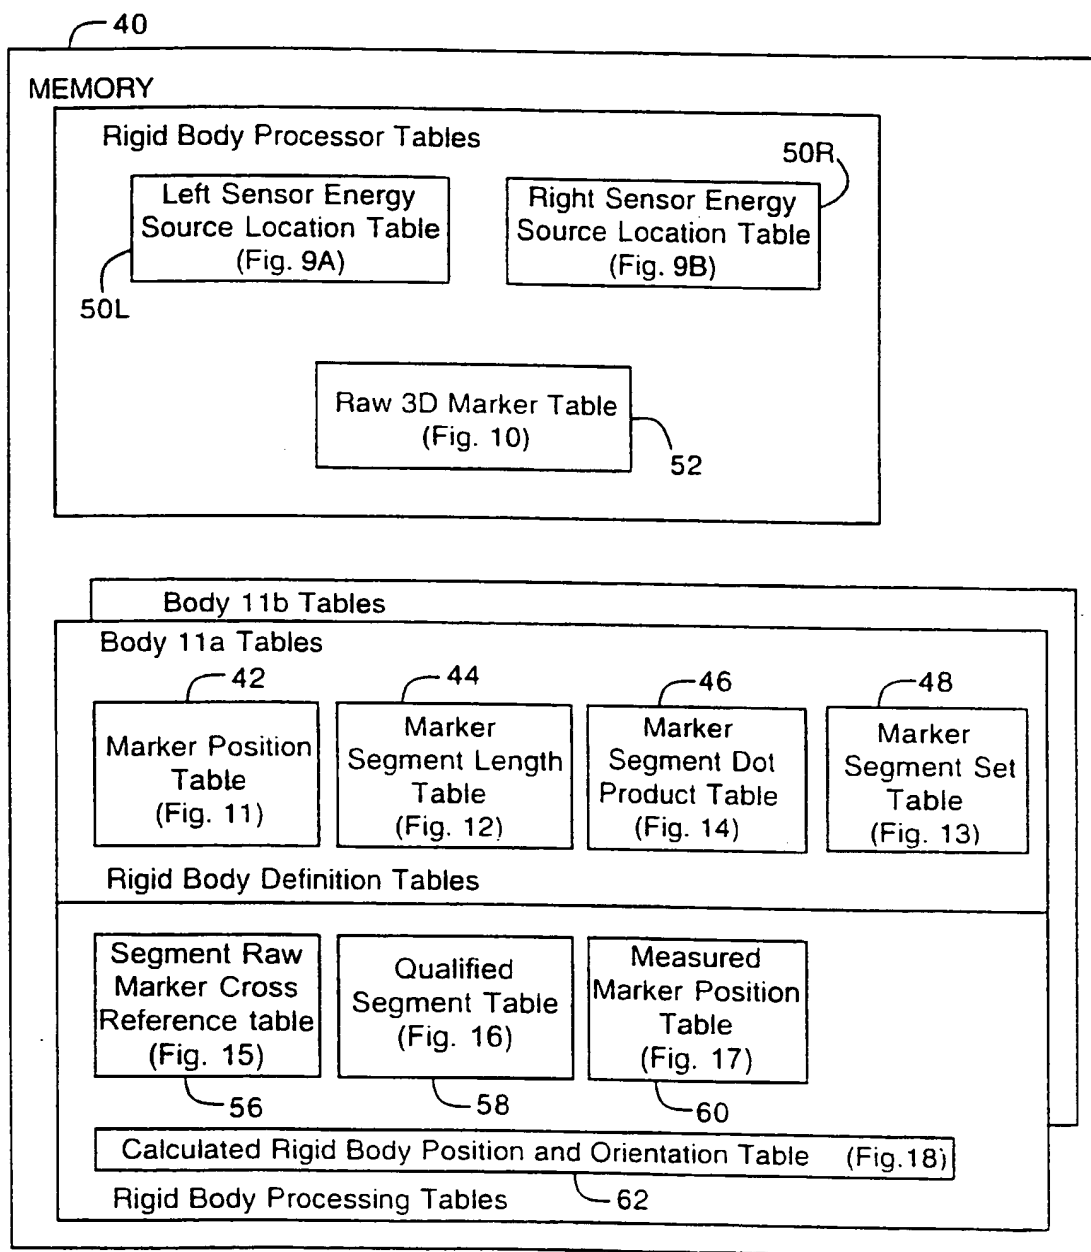 40
MEMORY
Rigid Body Processor Tables
50R
Left Sensor Energy
Source Location Table
(Fig. 9A)
Right Sensor Energy
Source Location Table
(Fig. 9B)
50L
Raw 3D Marker Table
(Fig. 10)
52
Body 11b Tables
Body 11a Tables
42
44
46
48
Marker Position
Table
(Fig. 11)
Marker
Segment Length
Table
(Fig. 12)
Marker
Segment Dot
Product Table
(Fig. 14)
Marker
Segment Set
Table
(Fig. 13)
Rigid Body Definition Tables
Segment Raw
Marker Cross
Reference table
(Fig. 15)
Qualified
Segment Table
(Fig. 16)
Measured
Marker Position
Table
(Fig. 17)
56
58
60
Calculated Rigid Body Position and Orientation Table (Fig.18)
Rigid Body Processing Tables
62